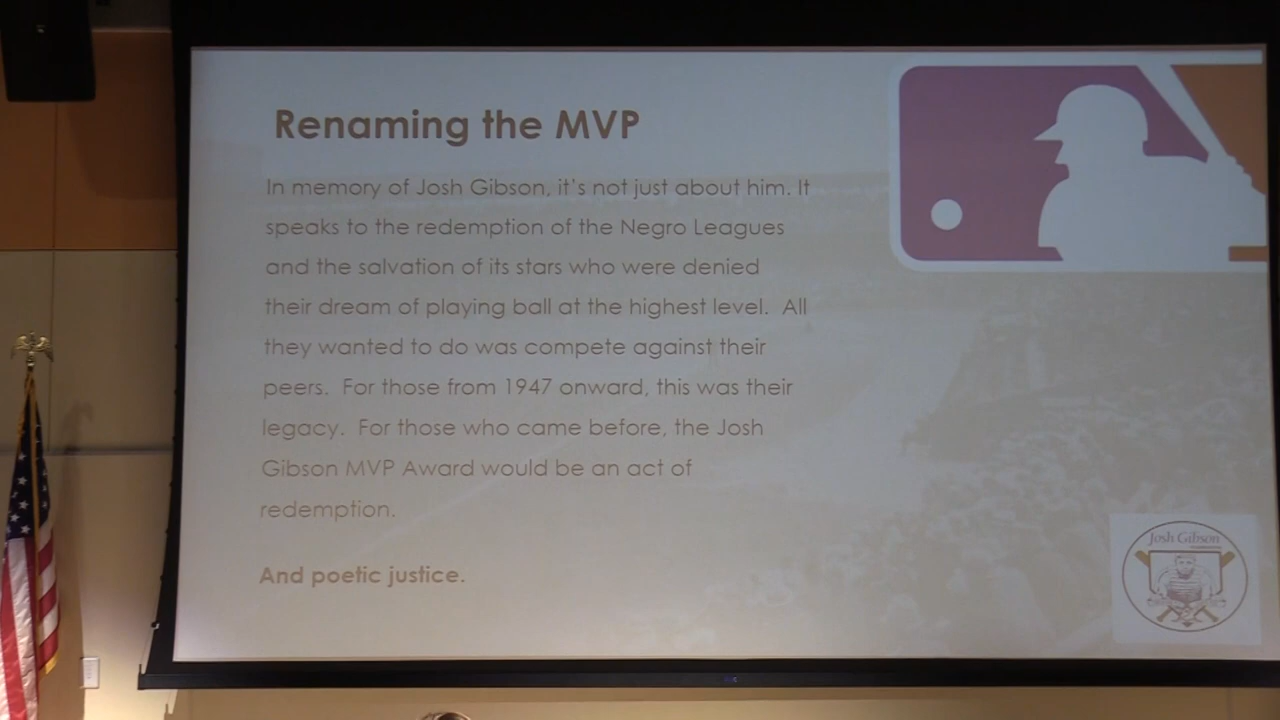 Renaming the MVP
In memory of Josh Gibson, it's not just about him. It
speaks to the redemption of the Negro Leagues
and the salvation of its stars who were denied
their dream of playing ball at the highest level.  All
they wanted to do was compete against their
peers.  For those from 1947 onward, this was their
legacy.  For those who came before, the Josh
Gibson MVP Award would be an act of
redemption.
And poetic justice.
Josh Gibson